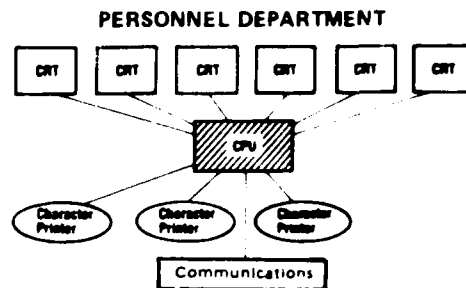 PERSONNEL DEPARTMENT
CRT CRT CRT CRT CRT CRT
CPU
Character Character Character
Printer Printer Printer
Communications